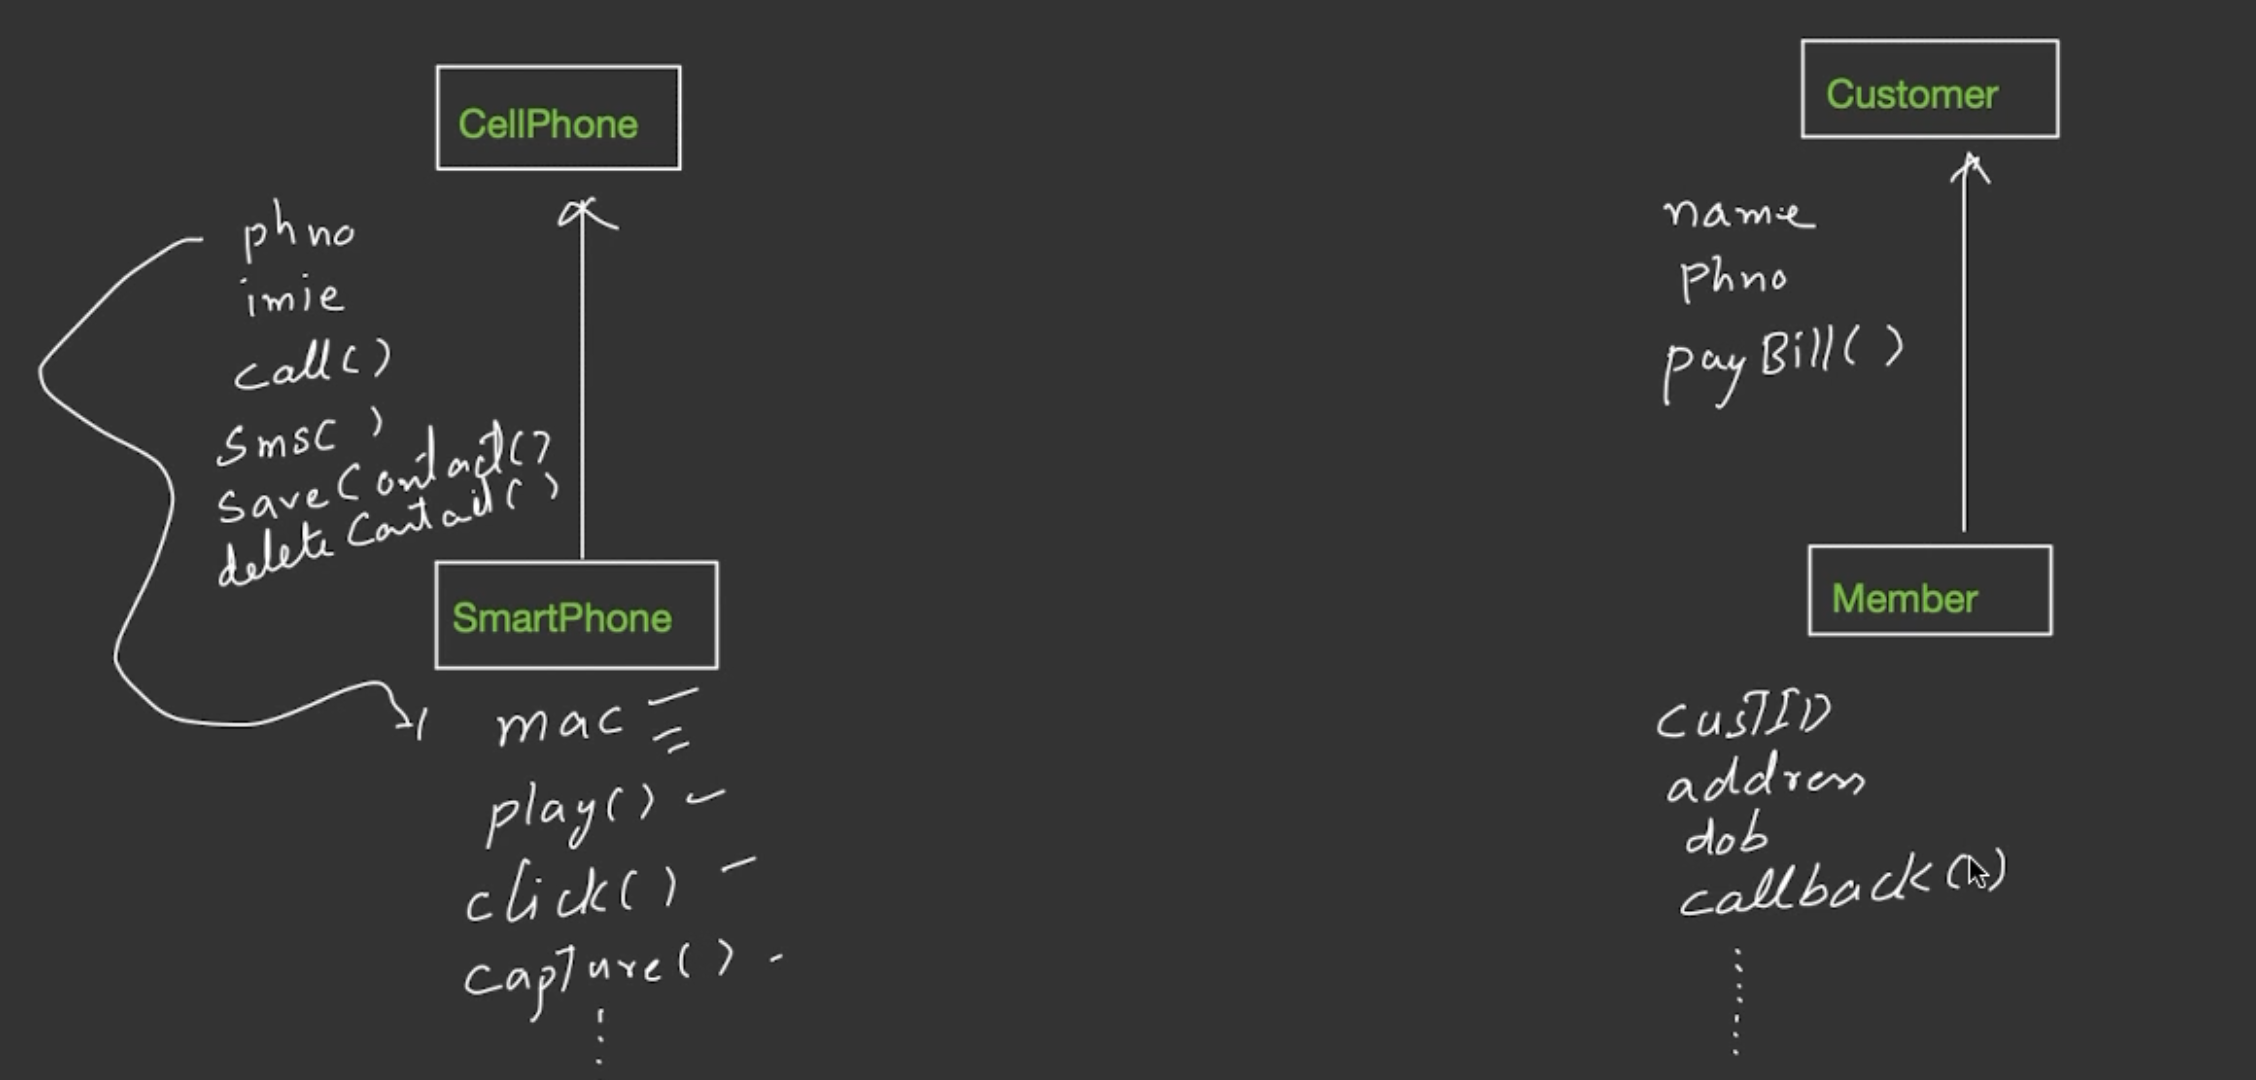 CellPhone
phno
imie
call()
sms()
saveContact()
deleteContact()
SmartPhone
mac
play()
click()
capture()
Customer
name
phno
payBill()
Member
CustID
address
dob
callback()